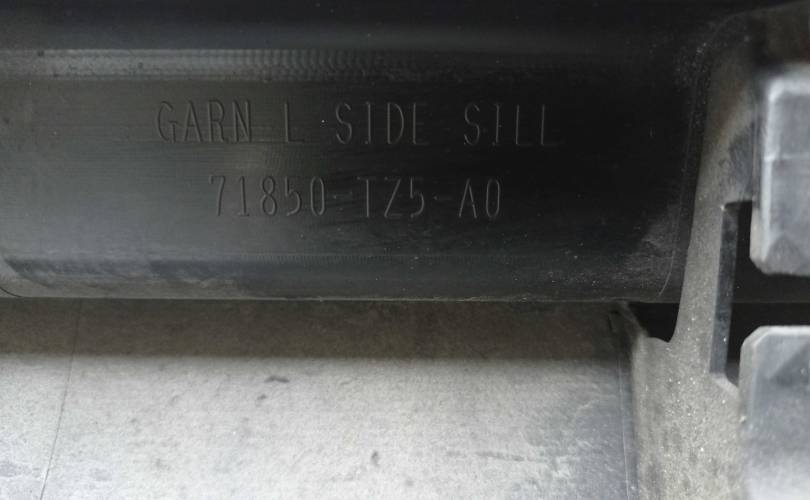 GARN L SIDE SILL
71850-TZ5-A0